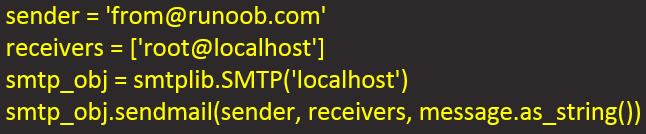 sender = 'from@runoob.com'
receivers = ['root@localhost']
smtp_obj = smtplib.SMTP('localhost')
smtp_obj.sendmail(sender, receivers, message.as_string())